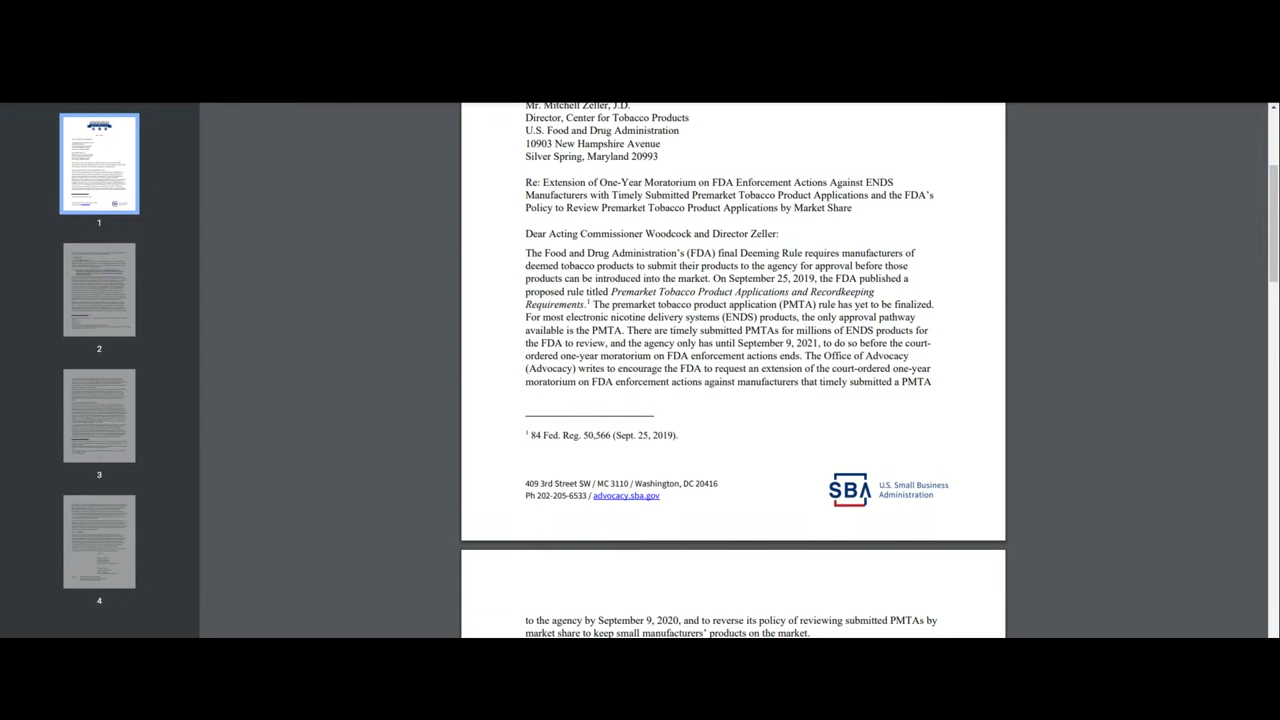 Mr. Mitchell Zeller, J.D.
Director, Center for Tobacco Products
U.S. Food and Drug Administration
10903 New Hampshire Avenue
Silver Spring, Maryland 20993
Re: Extension of One-Year Moratorium on FDA Enforcement Actions Against ENDS
Manufacturers with Timely Submitted Premarket Tobacco Product Applications and the FDA’s
Policy to Review Premarket Tobacco Product Applications by Market Share
Dear Acting Commissioner Woodcock and Director Zeller:
The Food and Drug Administration’s (FDA) final Deeming Rule requires manufacturers of
deemed tobacco products to submit their products to the agency for approval before those
products can be introduced into the market. On September 25, 2019, the FDA published a
proposed rule titled Premarket Tobacco Product Applications and Recordkeeping
Requirements.1 The premarket tobacco product application (PMTA) rule has yet to be finalized.
For most electronic nicotine delivery systems (ENDS) products, the only approval pathway
available is the PMTA. There are timely submitted PMTAs for millions of ENDS products for
the FDA to review, and the agency only has until September 9, 2021, to do so before the court-
ordered one-year moratorium on FDA enforcement actions ends. The Office of Advocacy
(Advocacy) writes to encourage the FDA to request an extension of the court-ordered one-year
moratorium on FDA enforcement actions against manufacturers that timely submitted a PMTA
1 84 Fed. Reg. 50,566 (Sept. 25, 2019).
409 3rd Street SW / MC 3110 / Washington, DC 20416
Ph 202-205-6533 / advocacy.sba.gov
SBA
U.S. Small Business
Administration
to the agency by September 9, 2020, and to reverse its policy of reviewing submitted PMTAs by
market share to keep small manufacturers’ products on the market.
1
2
3
4